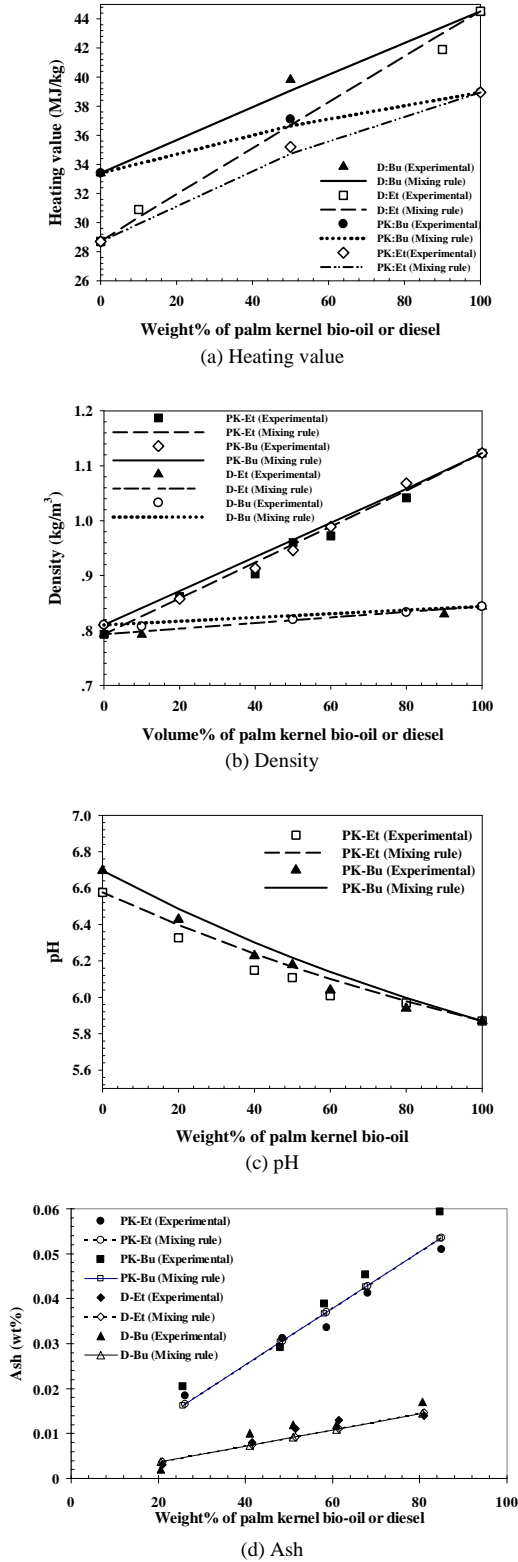 44
42
40
38
36
34
32
30
28
26
Heating value (MJ/kg)
D:Bu (Experimental)
D:Bu (Mixing rule)
D:Et (Experimental)
D:Et (Mixing rule)
PK:Bu (Experimental)
PK:Bu (Mixing rule)
PK:Et(Experimental)
PK:Et (Mixing rule)
0 20 40 60 80 100
Weight% of palm kernel bio-oil or diesel
(a) Heating value
1.2
1.1
1.0
.9
.8
.7
Density (kg/m³)
PK-Et (Experimental)
PK-Et (Mixing rule)
PK-Bu (Experimental)
PK-Bu (Mixing rule)
D-Et (Experimental)
D-Et (Mixing rule)
D-Bu (Experimental)
D-Bu (Mixing rule)
0 20 40 60 80 100
Volume% of palm kernel bio-oil or diesel
(b) Density
7.0
6.6
6.4
6.2
6.0
5.8
5.6
pH
PK-Et (Experimental)
PK-Et (Mixing rule)
PK-Bu (Experimental)
PK-Bu (Mixing rule)
0 20 40 60 80 100
Weight% of palm kernel bio-oil
(c) pH
0.06
0.05
0.04
0.03
0.02
0.01
0
Ash (wt%)
PK-Et (Experimental)
PK-Et (Mixing rule)
PK-Bu (Experimental)
PK-Bu (Mixing rule)
D-Et (Experimental)
D-Et (Mixing rule)
D-Bu (Experimental)
D-Bu (Mixing rule)
0 20 40 60 80 100
Weight% of palm kernel bio-oil or diesel
(d) Ash